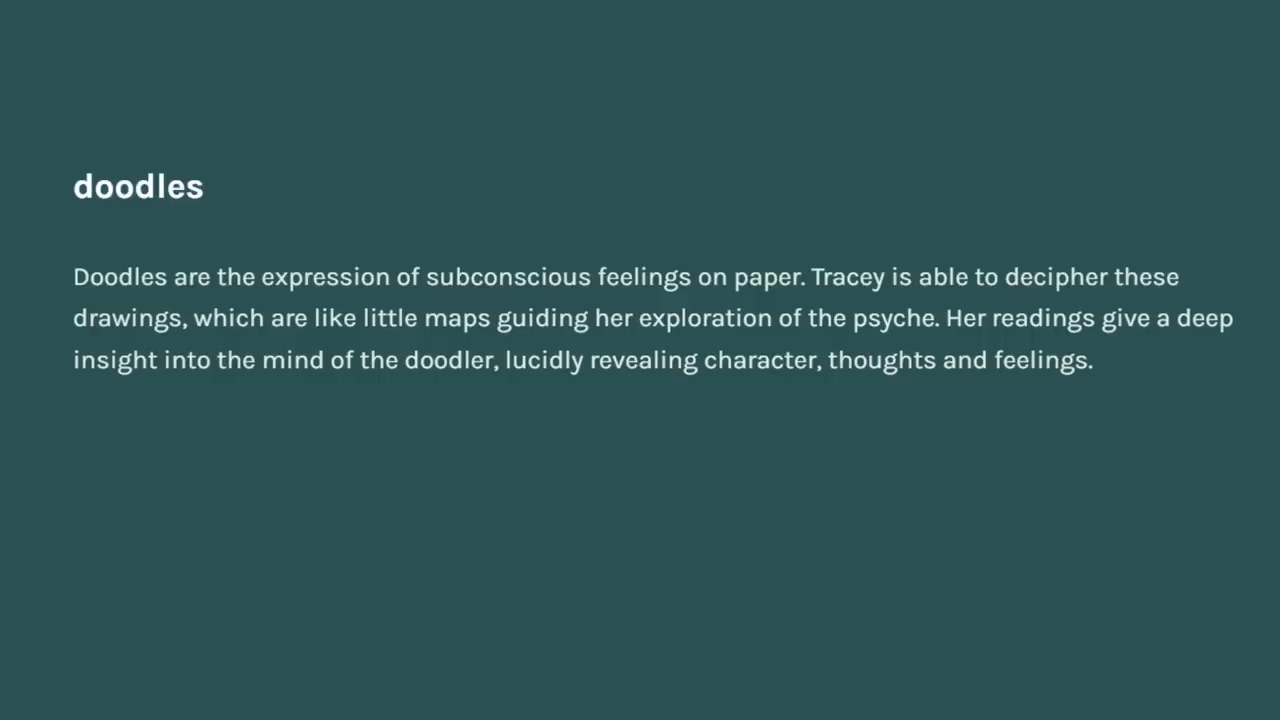 doodles
Doodles are the expression of subconscious feelings on paper. Tracey is able to decipher these
drawings, which are like little maps guiding her exploration of the psyche. Her readings give a deep
insight into the mind of the doodler, lucidly revealing character, thoughts and feelings.